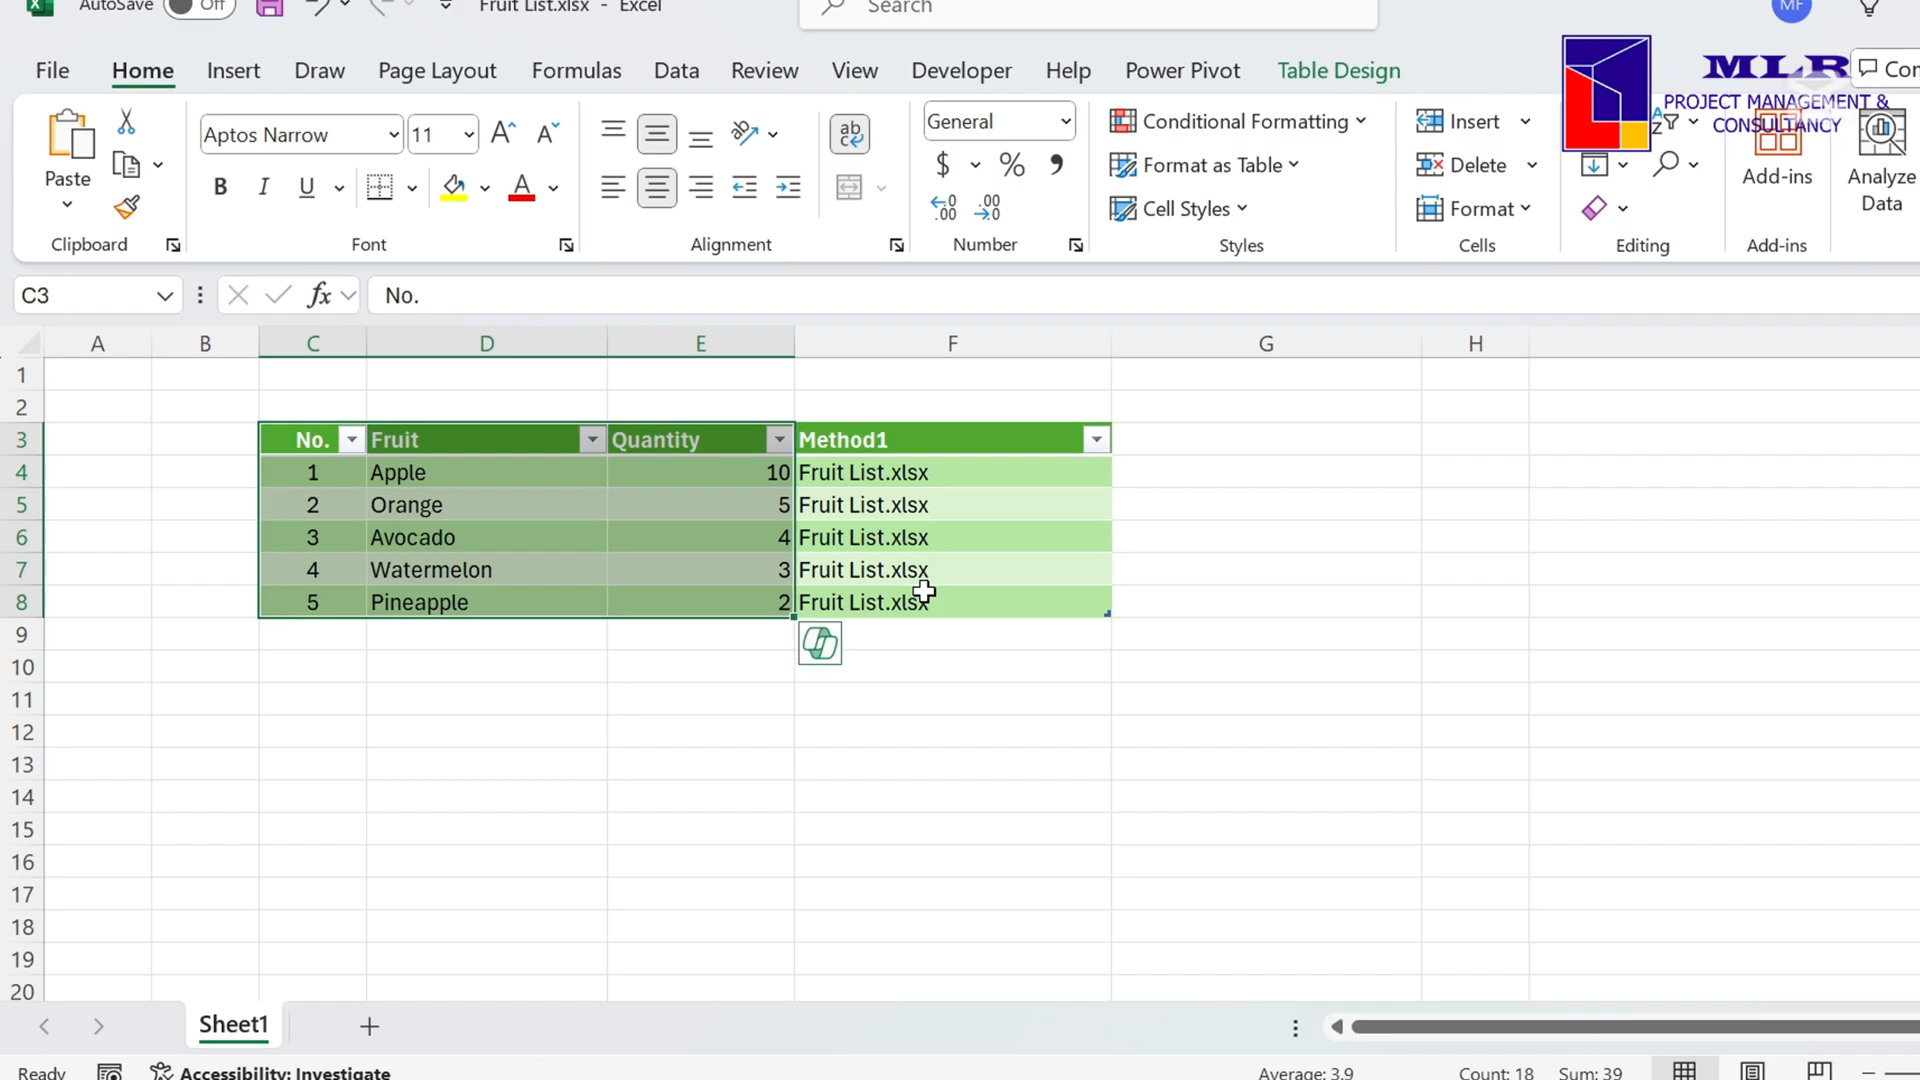 AutoSave Off Fruit List.xlsx - Excel Search MF
File Home Insert Draw Page Layout Formulas Data Review View Developer Help Power Pivot Table Design
MLR
PROJECT MANAGEMENT &
CONSULTANCY
Paste
Clipboard
Aptos Narrow 11
B I U A
Font
ab
Alignment
General
$ % ,
Number
Conditional Formatting
Format as Table
Cell Styles
Styles
Insert
Delete
Format
Cells
Editing
Add-ins
Add-ins
Analyze
Data
C3 fx No.
A B C D E F G H
1
2
3 No. Fruit Quantity Method1
4 1 Apple 10 Fruit List.xlsx
5 2 Orange 5 Fruit List.xlsx
6 3 Avocado 4 Fruit List.xlsx
7 4 Watermelon 3 Fruit List.xlsx
8 5 Pineapple 2 Fruit List.xlsx
9
10
11
12
13
14
15
16
17
18
19
20
Sheet1
Ready Accessibility: Investigate Average: 3.9 Count: 18 Sum: 39